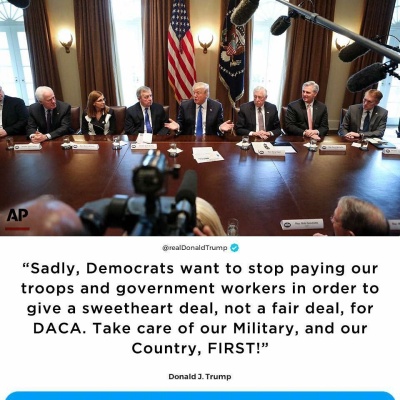 AP
@realDonaldTrump
“Sadly, Democrats want to stop paying our
troops and government workers in order to
give a sweetheart deal, not a fair deal, for
DACA. Take care of our Military, and our
Country, FIRST!”
Donald J. Trump